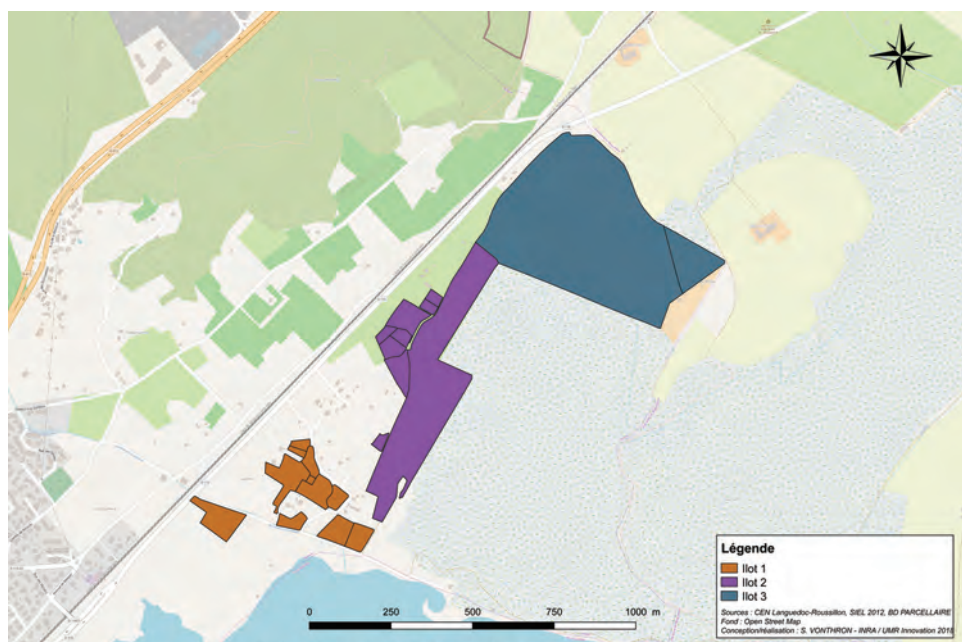 Légende
Ilot 1
Ilot 2
Ilot 3
Sources : CEN Languedoc-Roussillon, SIEL 2012, BD PARCELLAIRE
Fond : Open Street Map
Conception/réalisation : S. VONTHRON - INRA / UMR Innovation 2018
0 250 500 750 1000 m